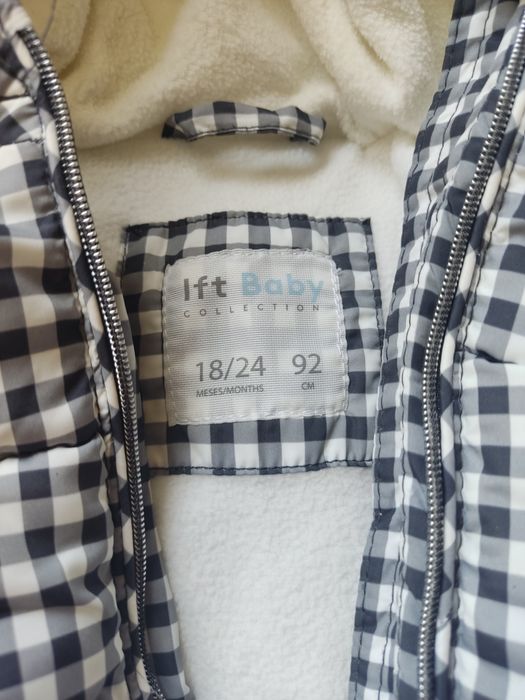 lft Baby
COLLECTION
18/24 92
MESES/MONTHS CM